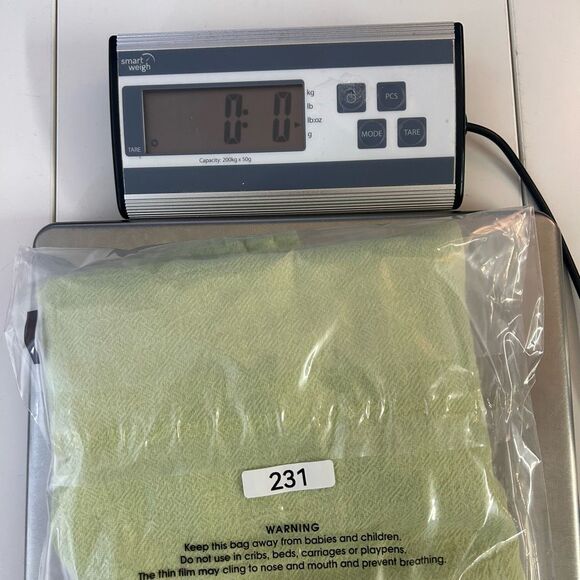 smart
weigh
kg
lb
lb:oz
g
0: 0
TARE
PCS
MODE
TARE
Capacity: 200kg x 50g
231
WARNING
Keep this bag away from babies and children.
Do not use in cribs, beds, carriages or playpens.
The thin film may cling to nose and mouth and prevent breathing.